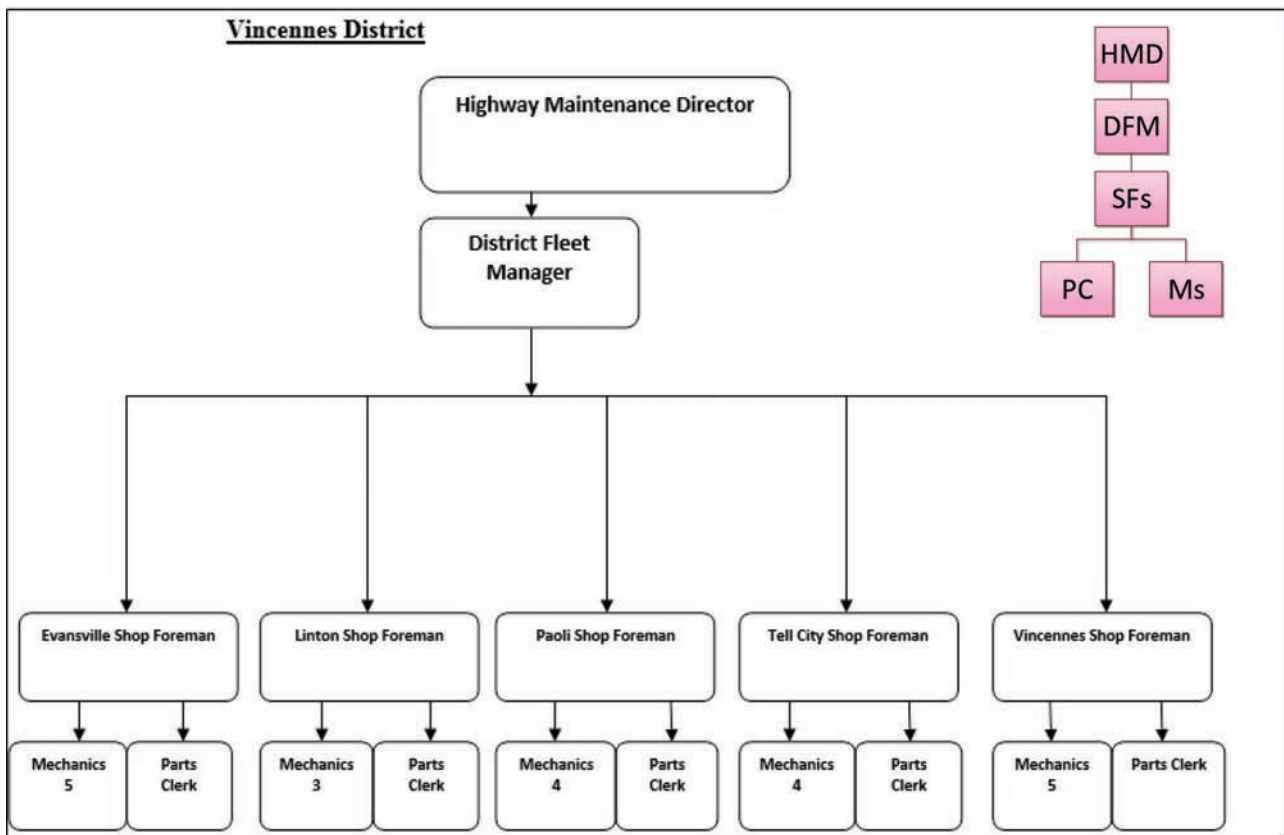 Vincennes District
HMD
DFM
SFs
PC
Ms
Highway Maintenance Director
District Fleet
Manager
Evansville Shop Foreman
Linton Shop Foreman
Paoli Shop Foreman
Tell City Shop Foreman
Vincennes Shop Foreman
Mechanics
5
Parts
Clerk
Mechanics
3
Parts
Clerk
Mechanics
4
Parts
Clerk
Mechanics
4
Parts
Clerk
Mechanics
5
Parts Clerk